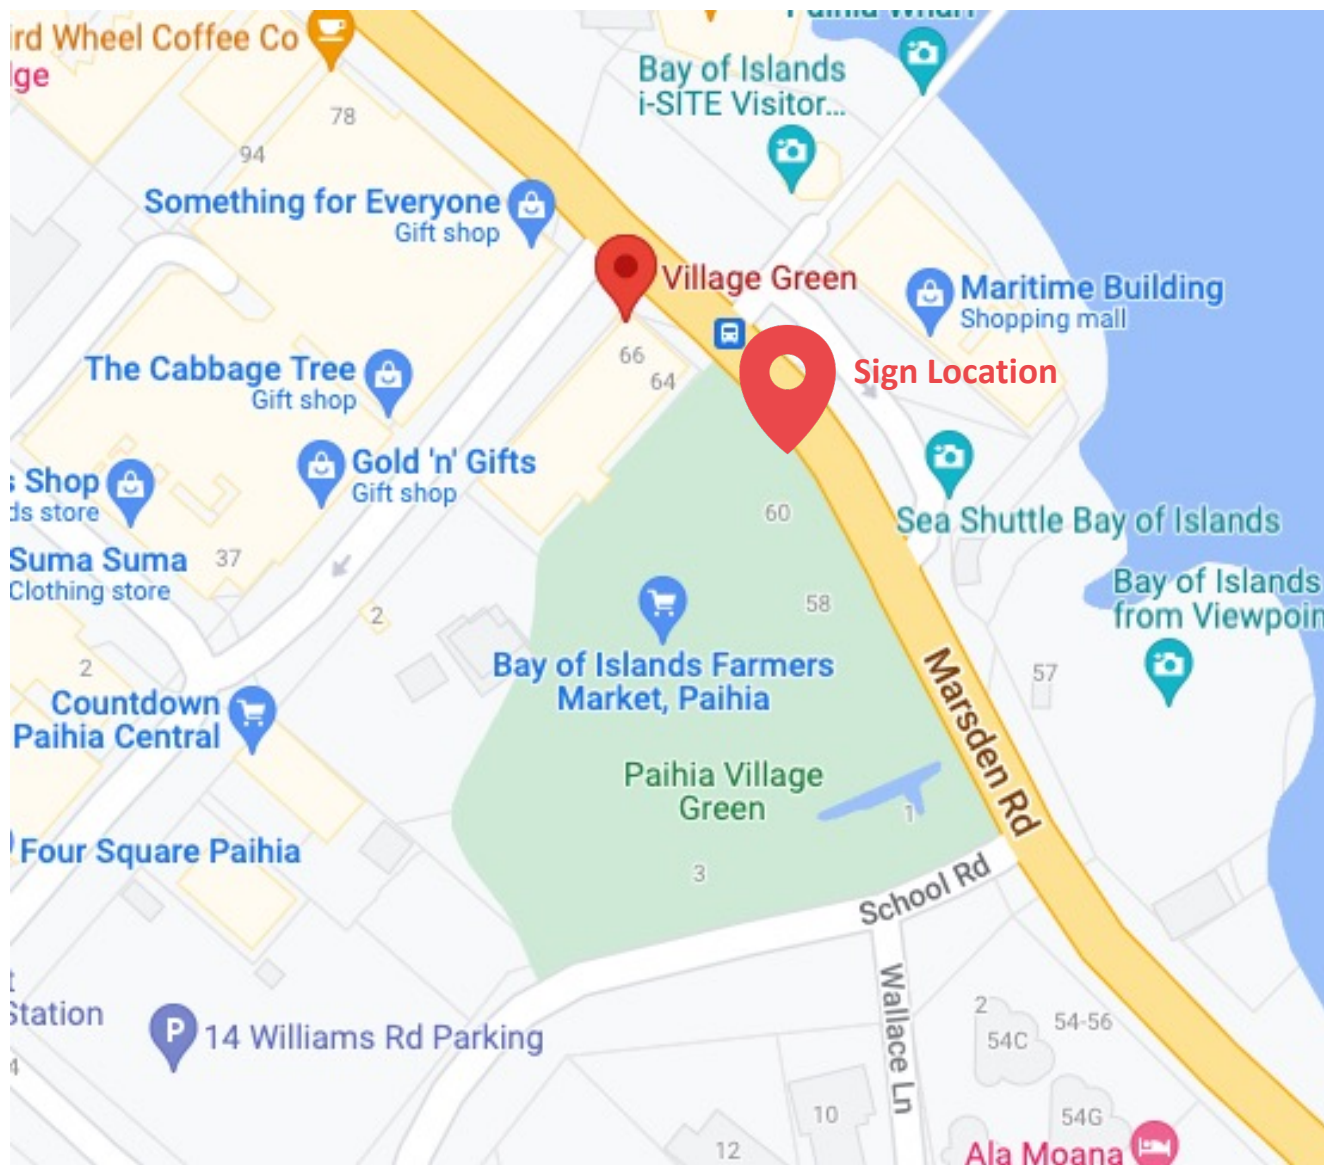 ird Wheel Coffee Co
lge
78
94
Bay of Islands
i-SITE Visitor...
Something for Everyone
Gift shop
Village Green
Maritime Building
Shopping mall
66
64
The Cabbage Tree
Gift shop
Sign Location
Gold 'n' Gifts
Gift shop
s Shop
ds store
60
Sea Shuttle Bay of Islands
Suma Suma
Clothing store
37
2
58
Bay of Islands
from Viewpoin
Bay of Islands Farmers
Market, Paihia
2
57
Countdown
Paihia Central
Marsden Rd
Paihia Village
Green
1
Four Square Paihia
3
School Rd
Wallace Ln
Station
14 Williams Rd Parking
P
2
54-56
54C
4
10
54G
12
Ala Moana